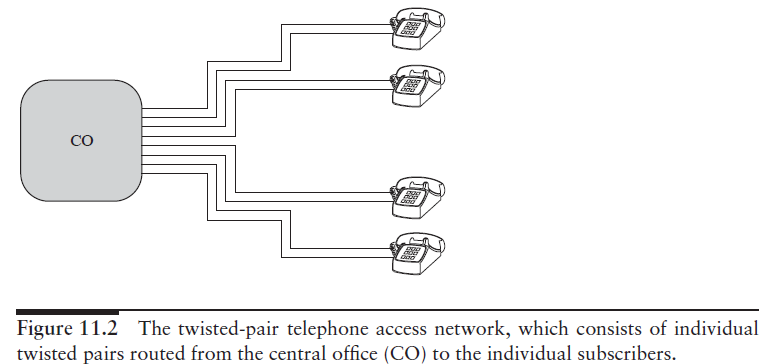 CO
Figure 11.2 The twisted-pair telephone access network, which consists of individual
twisted pairs routed from the central office (CO) to the individual subscribers.